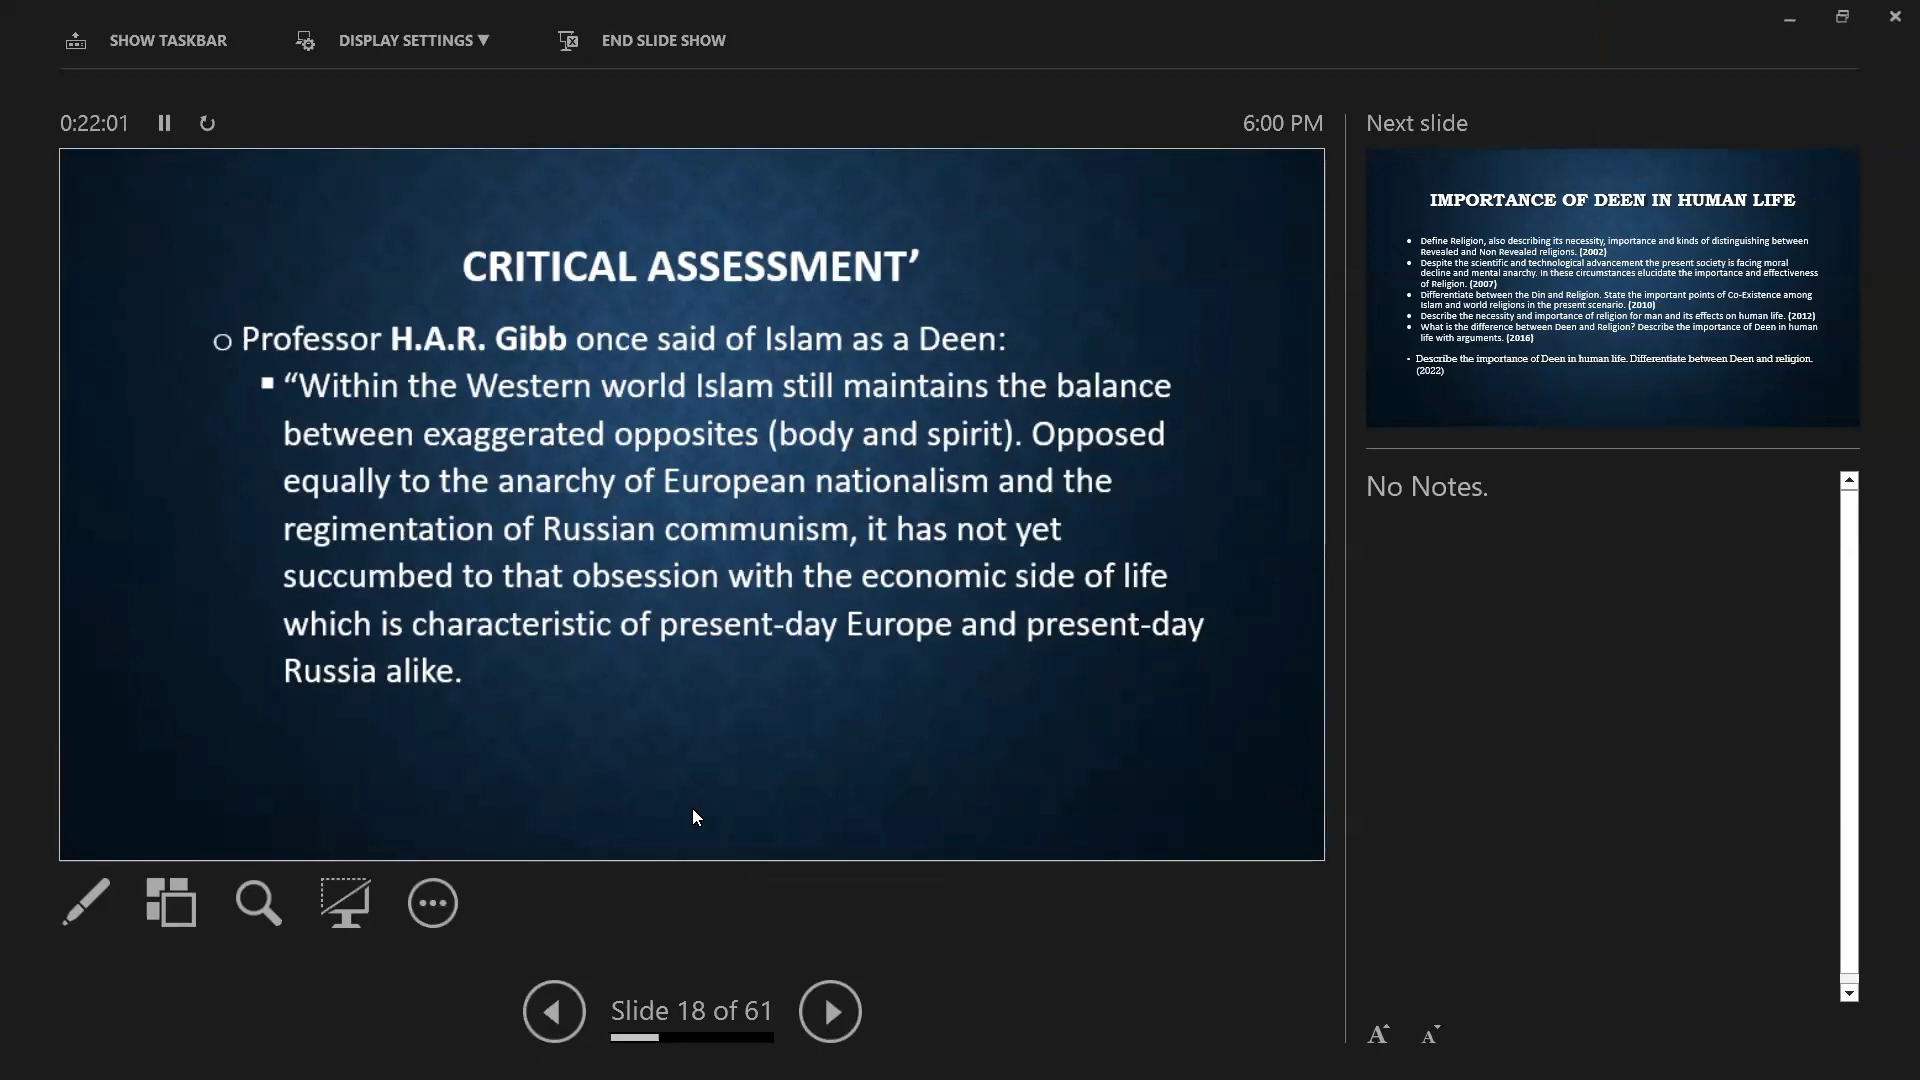 SHOW TASKBAR
DISPLAY SETTINGS ▼
END SLIDE SHOW
0:22:01
6:00 PM
CRITICAL ASSESSMENT’
o Professor H.A.R. Gibb once said of Islam as a Deen:
▪ “Within the Western world Islam still maintains the balance
between exaggerated opposites (body and spirit). Opposed
equally to the anarchy of European nationalism and the
regimentation of Russian communism, it has not yet
succumbed to that obsession with the economic side of life
which is characteristic of present-day Europe and present-day
Russia alike.
Slide 18 of 61
Next slide
IMPORTANCE OF DEEN IN HUMAN LIFE
• Define Religion, also describing its necessity, importance and kinds of distinguishing between
Revealed and Non Revealed religions. (2002)
• Despite the scientific and technological advancement the present society is facing moral
decline and mental anarchy. In these circumstances elucidate the importance and effectiveness
of Religion. (2007)
• Differentiate between the Din and Religion. State the important points of Co-Existence among
Islam and world religions in the present scenario. (2010)
• Describe the necessity and importance of religion for man and its effects on human life. (2012)
• What is the difference between Deen and Religion? Describe the importance of Deen in human
life with arguments. (2016)
• Describe the importance of Deen in human life. Differentiate between Deen and religion.
(2022)
No Notes.
A A